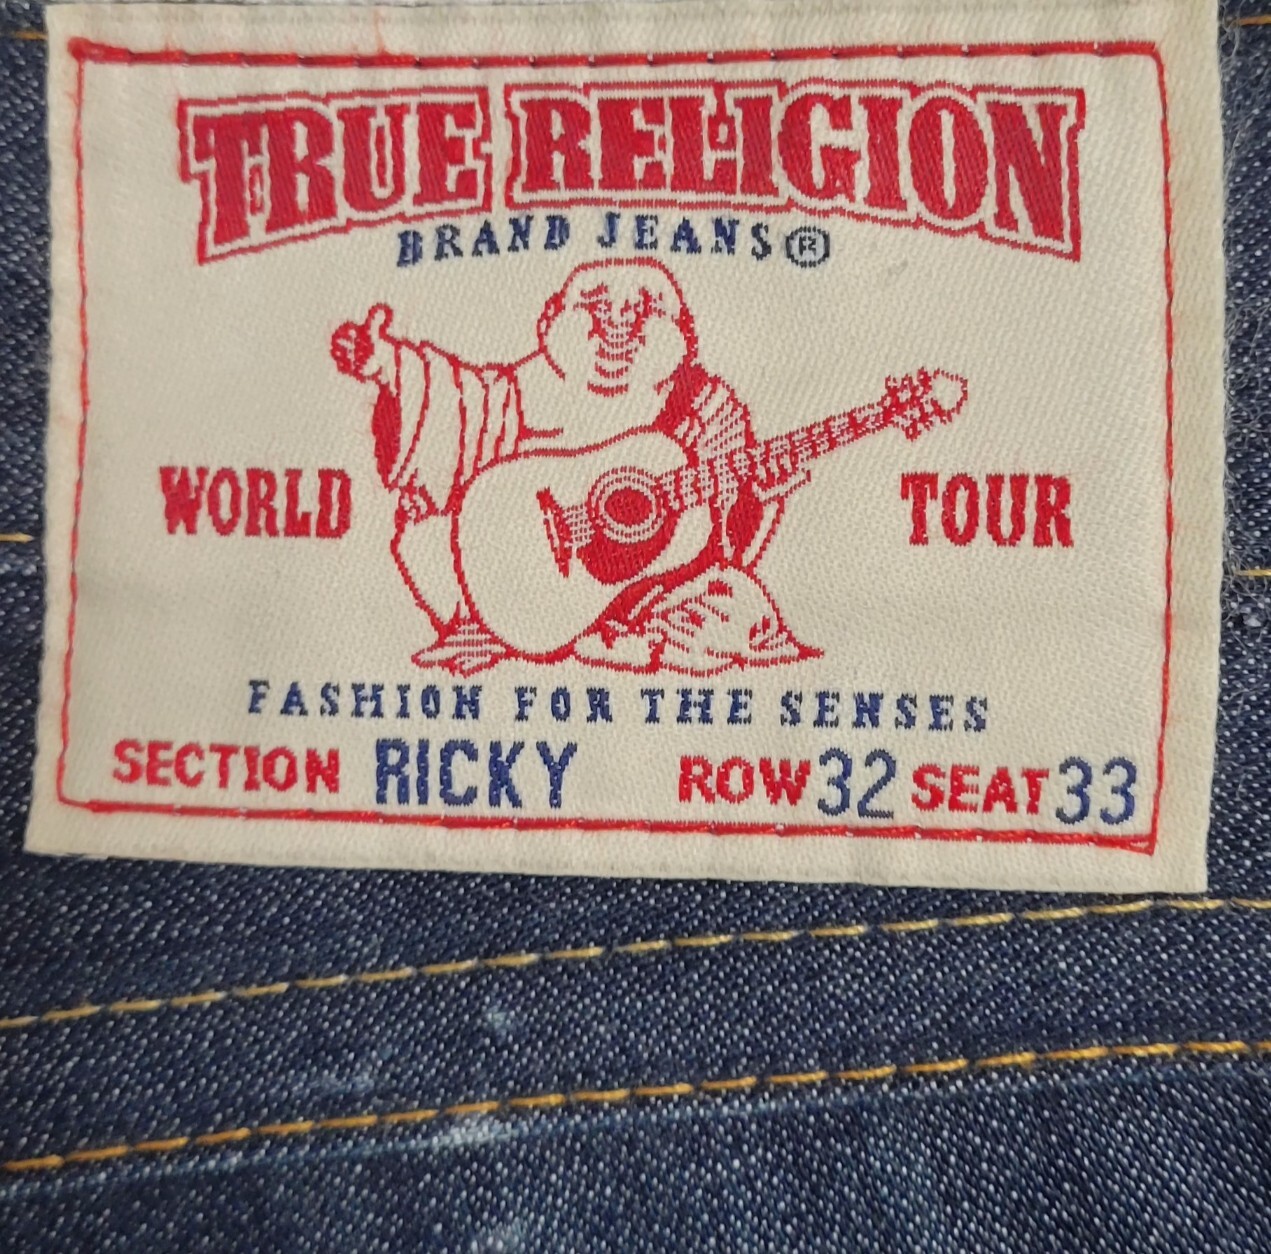 TRUE RELIGION
BRAND JEANS®
WORLD TOUR
FASHION FOR THE SENSES
SECTION RICKY ROW 32 SEAT 33